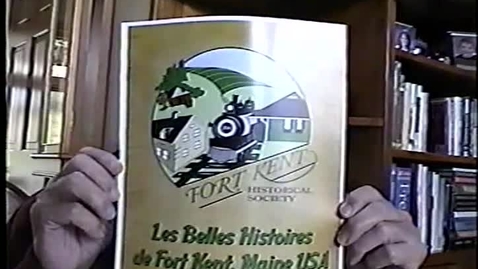 FORT KENT
HISTORICAL
SOCIETY
Les Belles Histoires
de Fort Kent, Maine USA